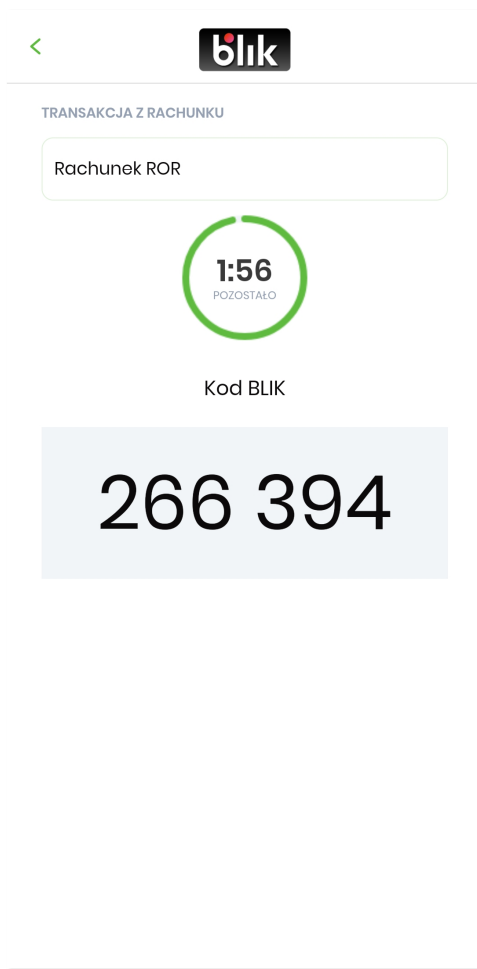 blik
TRANSAKCJA Z RACHUNKU
Rachunek ROR
1:56
POZOSTAŁO
Kod BLIK
266 394